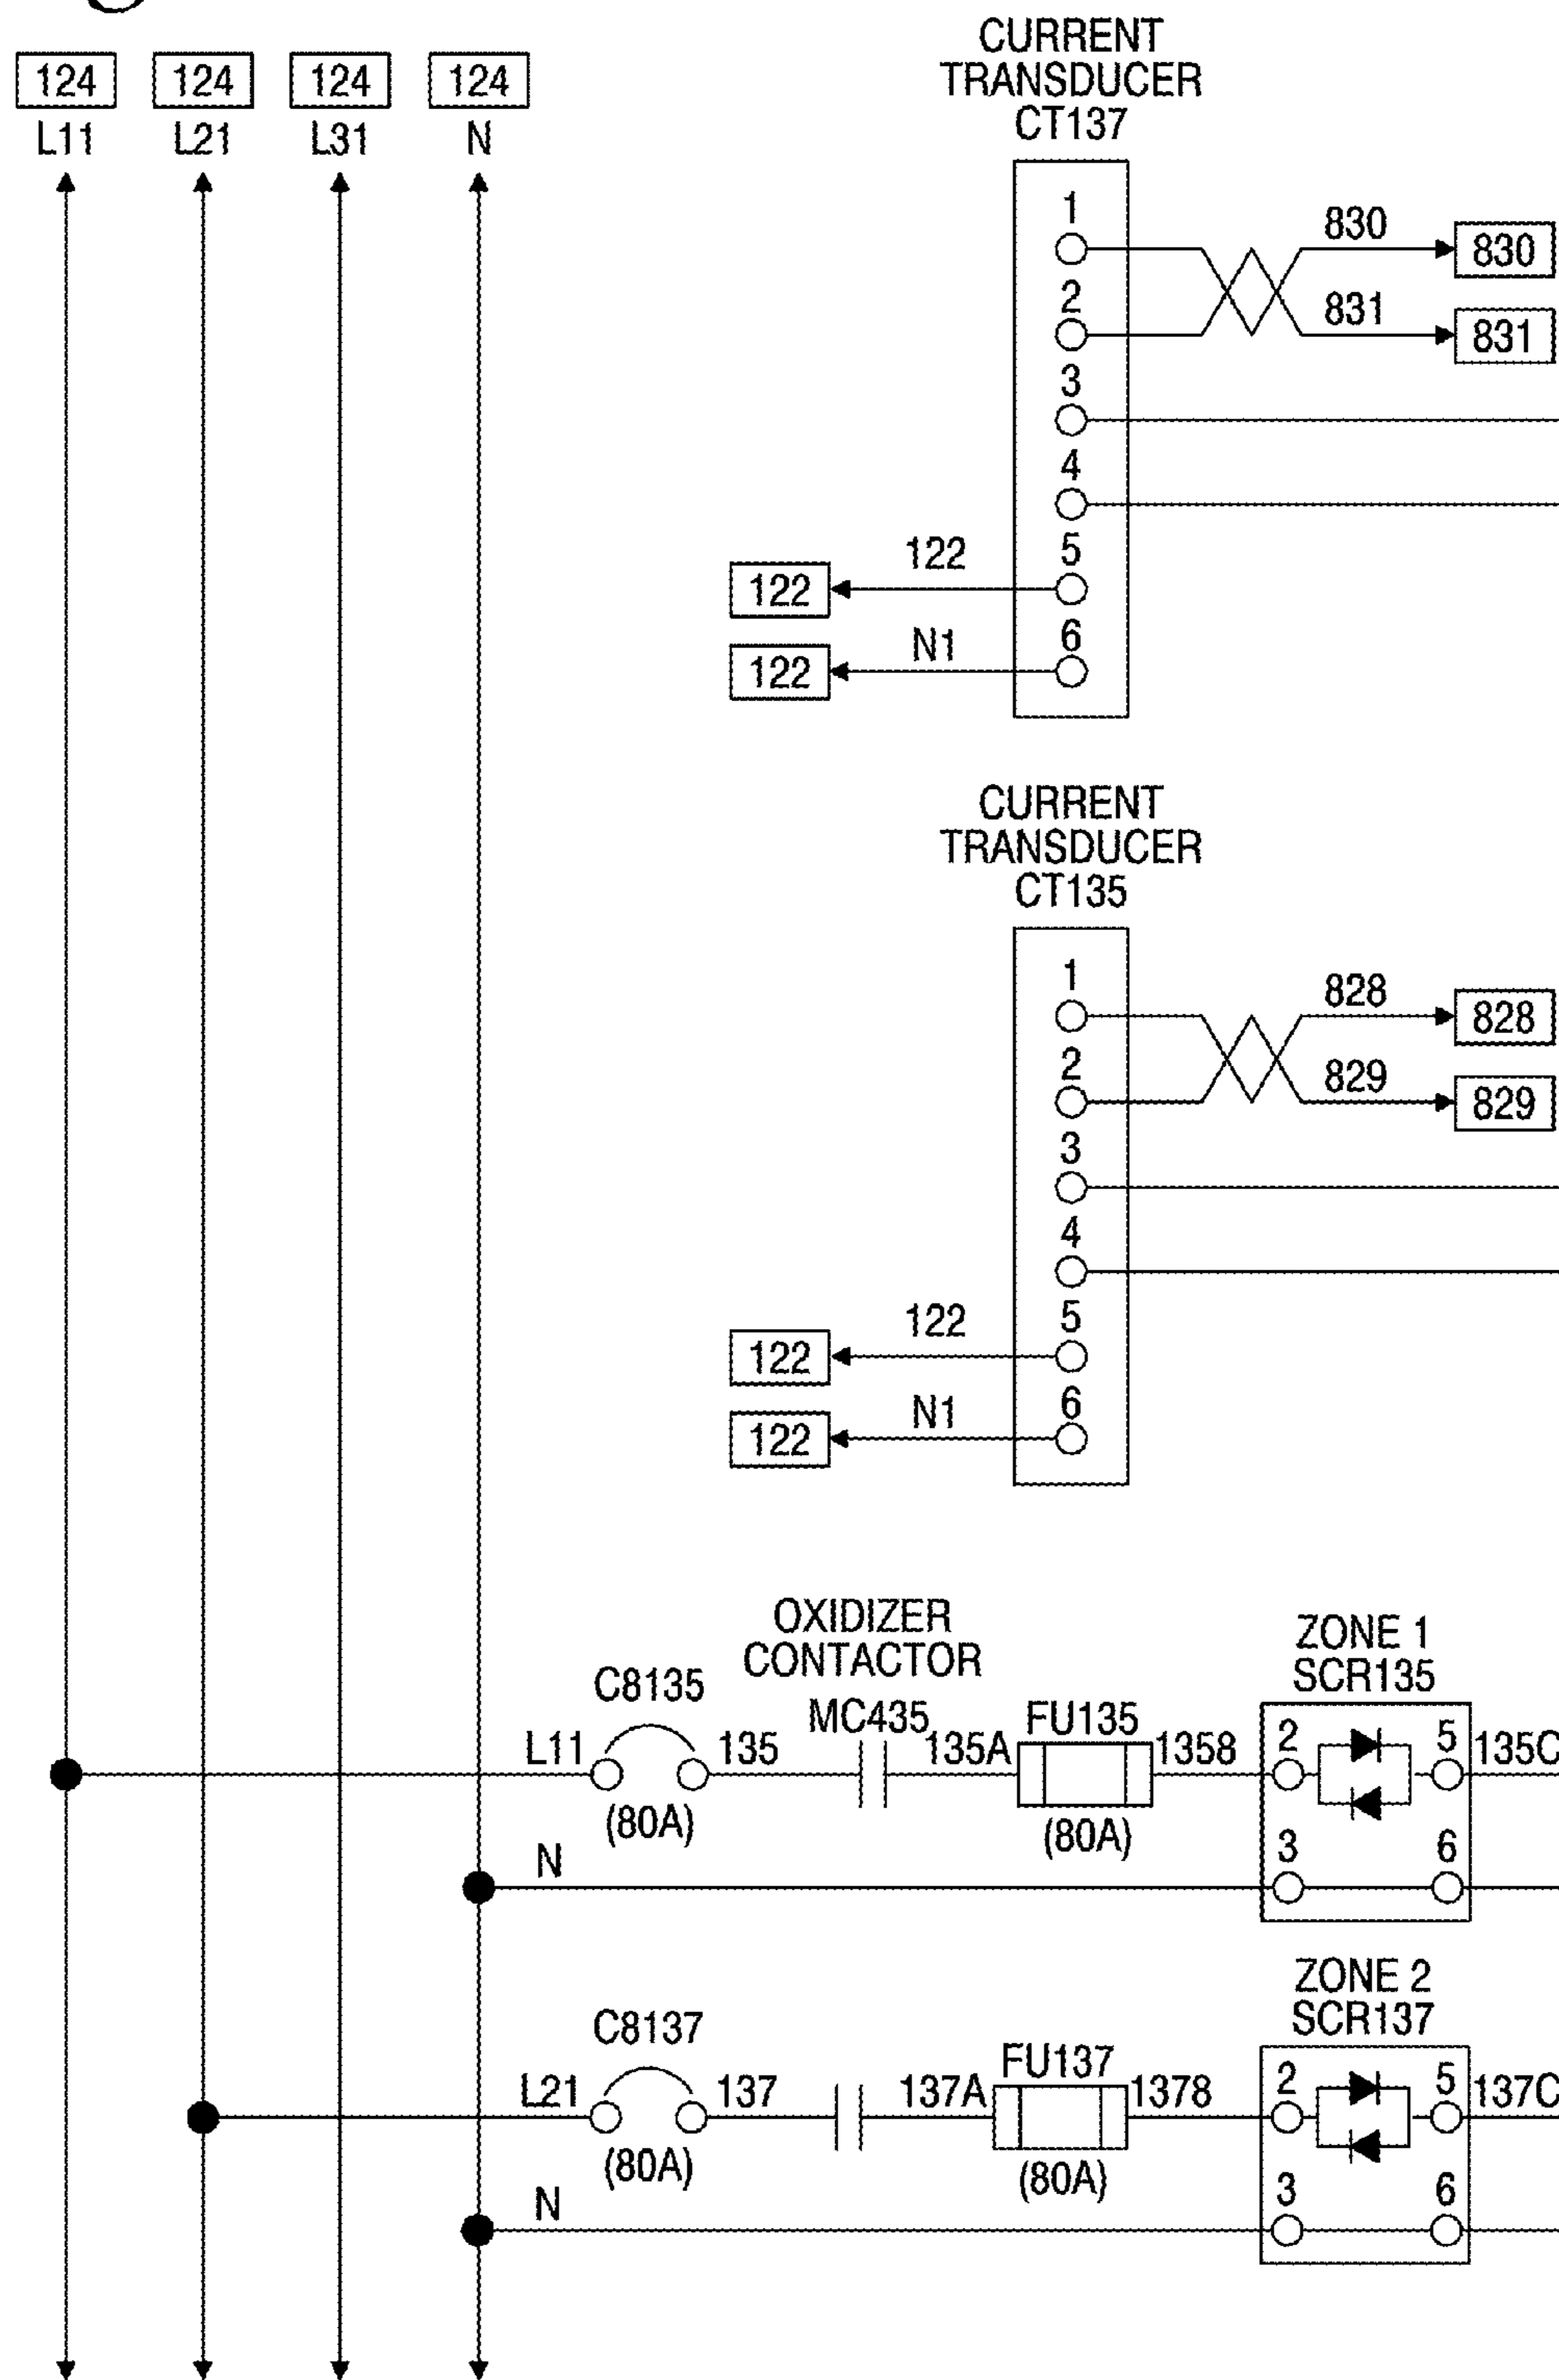 124 124 124 124
L11 L21 L31 N
CURRENT
TRANSDUCER
CT137
1
830
830
2
831
831
3
4
5
122
122
6
N1
122
CURRENT
TRANSDUCER
CT135
1
828
828
2
829
829
3
4
5
122
122
6
N1
122
OXIDIZER
CONTACTOR
MC435
ZONE 1
SCR135
C8135
L11
135
135A
FU135
1358
2
5
135C
(80A)
(80A)
N
3
6
ZONE 2
SCR137
C8137
L21
137
137A
FU137
1378
2
5
137C
(80A)
(80A)
N
3
6